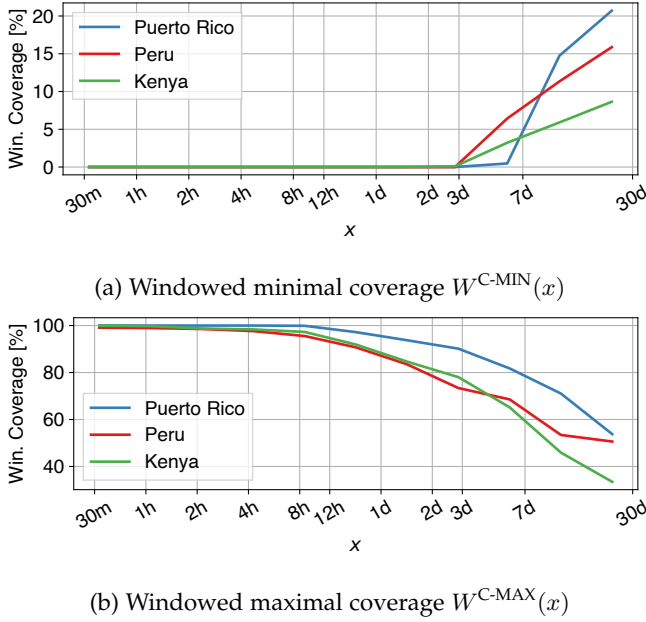 Win. Coverage [%]
20
15
10
5
0
Puerto Rico
Peru
Kenya
30m 1h 2h 4h 8h 12h 1d 2d 3d 7d 30d
x
(a) Windowed minimal coverage W^C-MIN(x)
Win. Coverage [%]
100
80
60
40
Puerto Rico
Peru
Kenya
30m 1h 2h 4h 8h 12h 1d 2d 3d 7d 30d
x
(b) Windowed maximal coverage W^C-MAX(x)